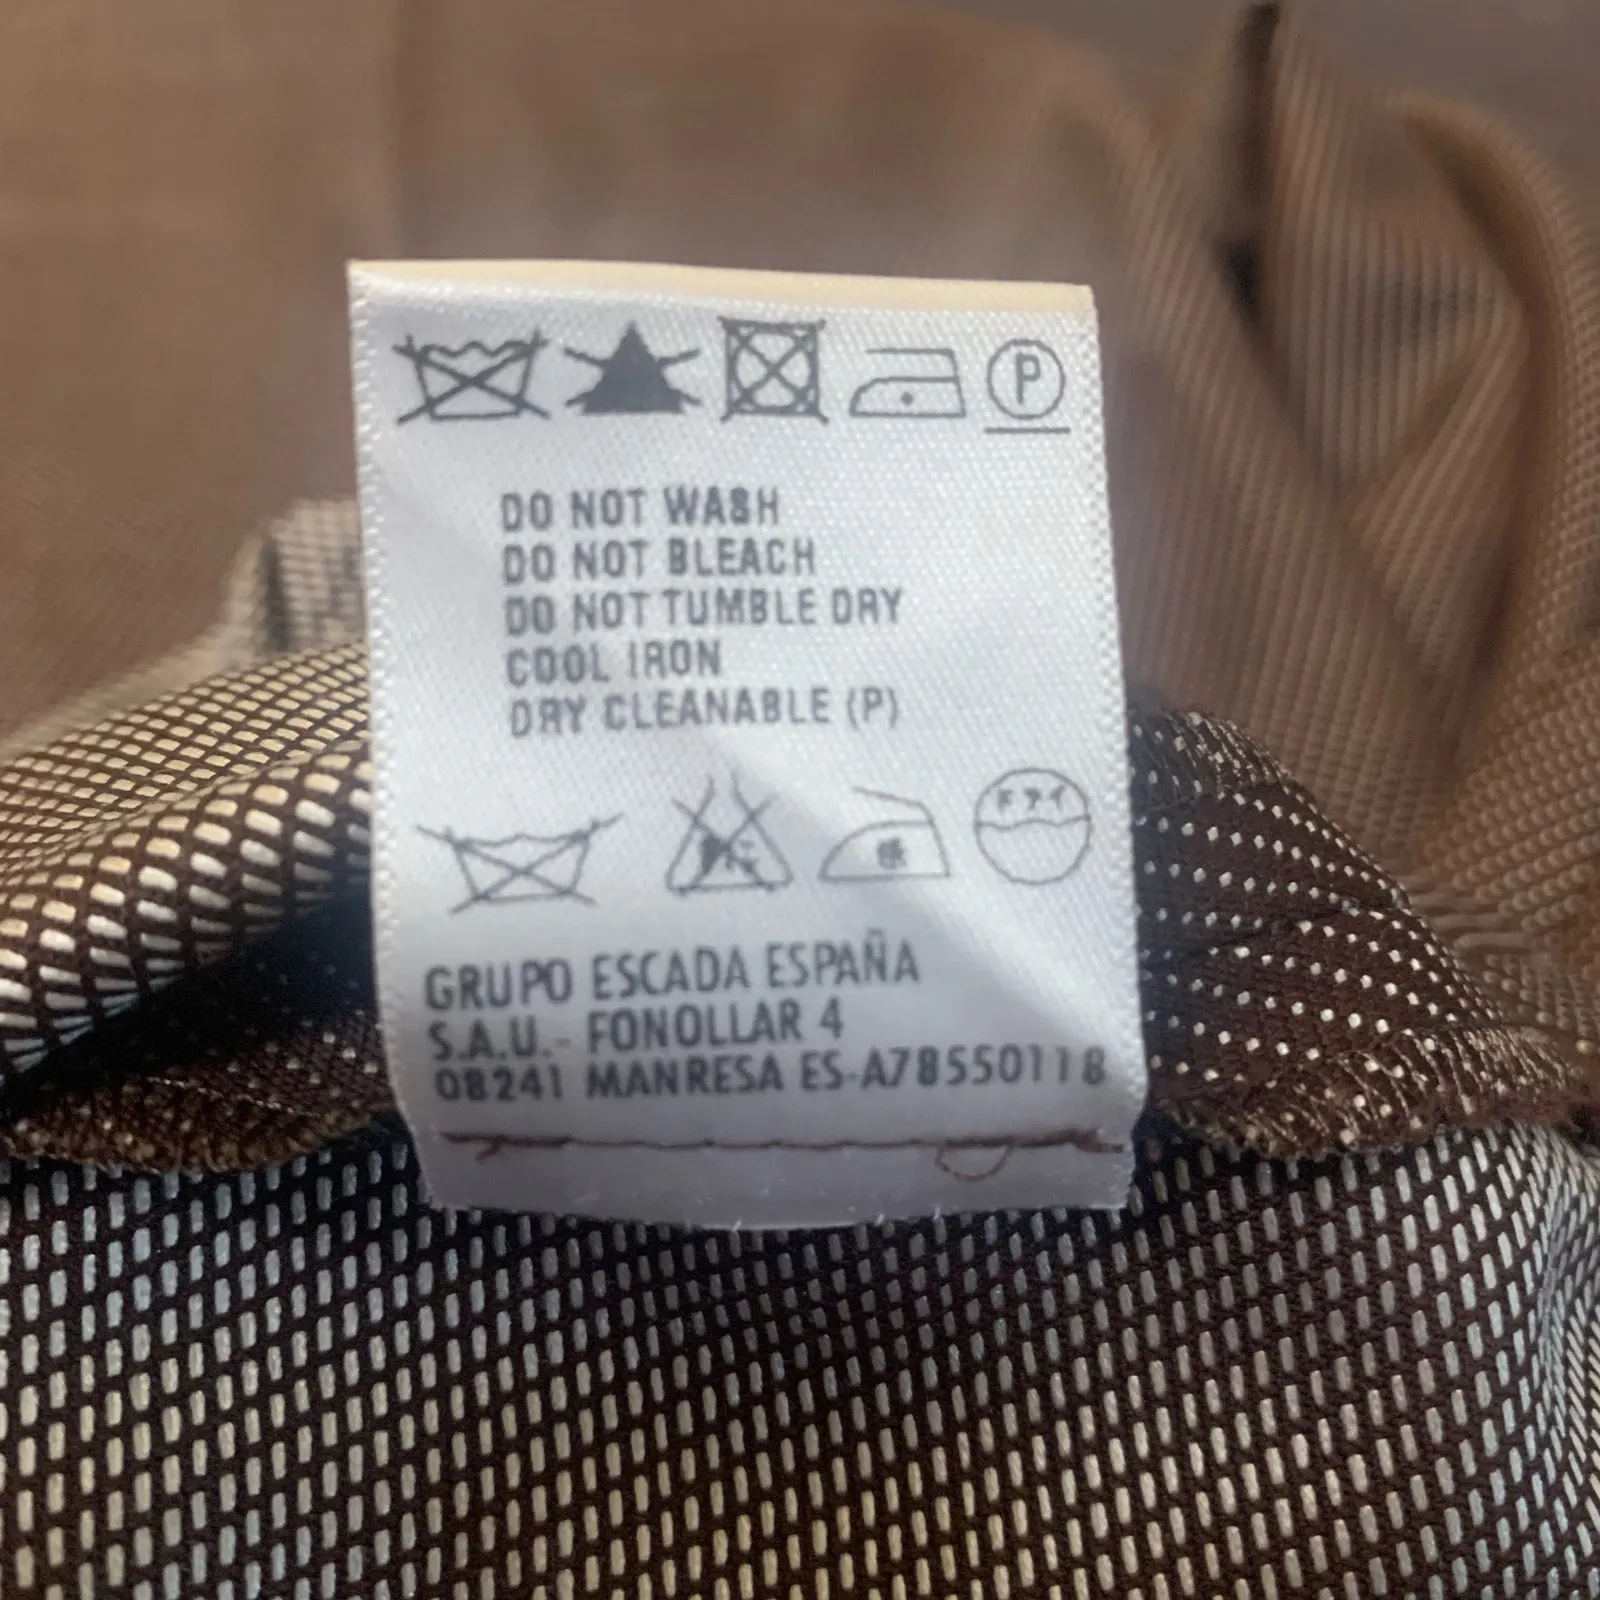 P
DO NOT WASH
DO NOT BLEACH
DO NOT TUMBLE DRY
COOL IRON
DRY CLEANABLE (P)
ドライ
GRUPO ESCADA ESPAÑA
S.A.U.- FONOLLAR 4
08241 MANRESA ES-A78550118